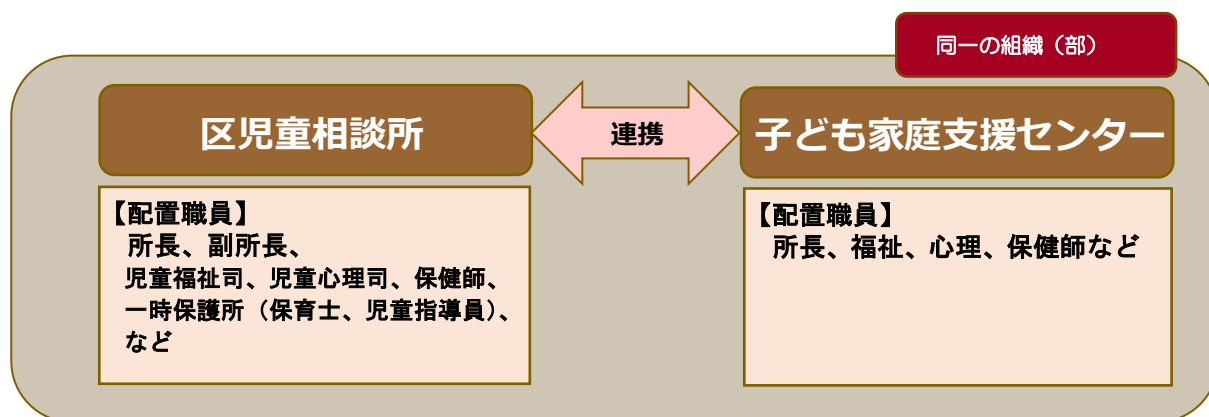 同一の組織（部）
区児童相談所
連携
子ども家庭支援センター
【配置職員】
所長、副所長、
児童福祉司、児童心理司、保健師、
一時保護所（保育士、児童指導員）、
など
【配置職員】
所長、福祉、心理、保健師など